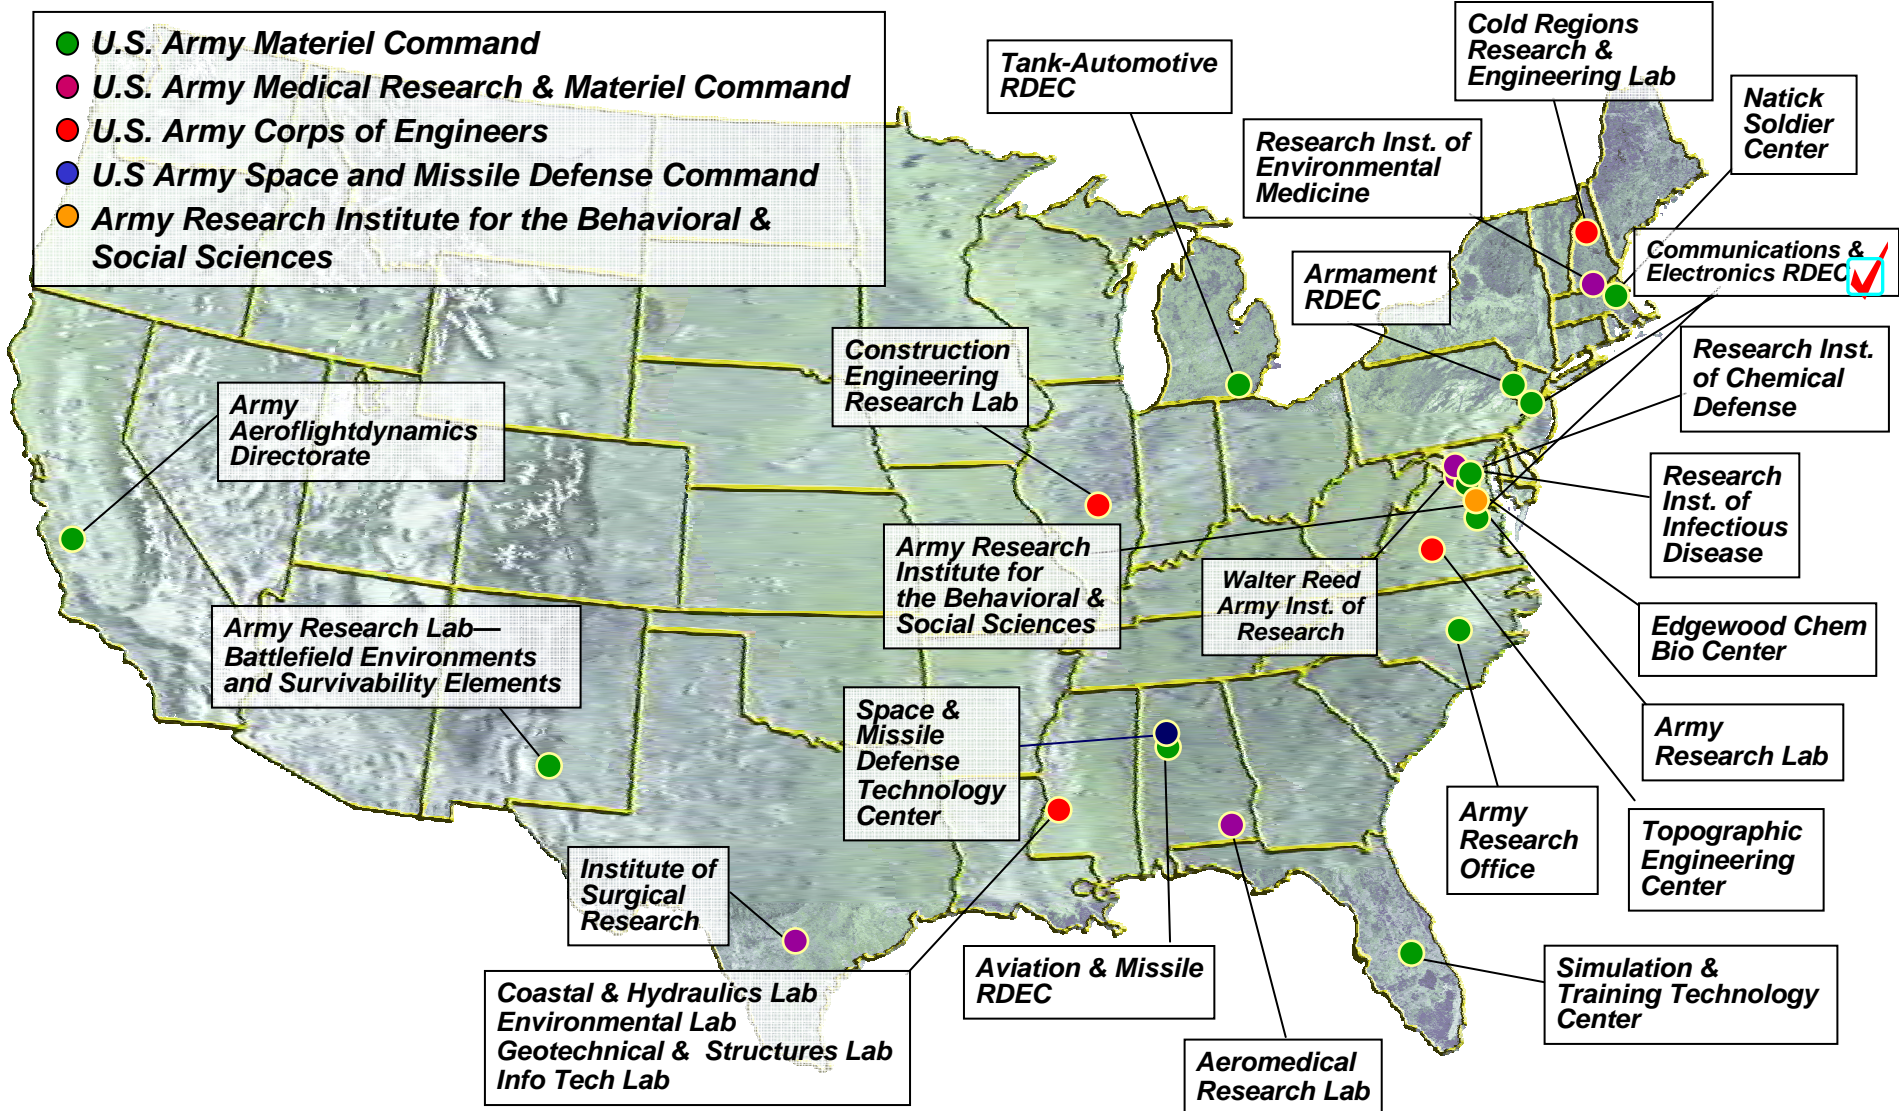 U.S. Army Materiel Command
U.S. Army Medical Research & Materiel Command
U.S. Army Corps of Engineers
U.S Army Space and Missile Defense Command
Army Research Institute for the Behavioral &
Social Sciences
Tank-Automotive
RDEC
Cold Regions
Research &
Engineering Lab
Natick
Soldier
Center
Research Inst. of
Environmental
Medicine
Communications &
Electronics RDEC
Armament
RDEC
Construction
Engineering
Research Lab
Research Inst.
of Chemical
Defense
Army
Aeroflightdynamics
Directorate
Research
Inst. of
Infectious
Disease
Army Research
Institute for
the Behavioral &
Social Sciences
Walter Reed
Army Inst. of
Research
Army Research Lab—
Battlefield Environments
and Survivability Elements
Edgewood Chem
Bio Center
Space &
Missile
Defense
Technology
Center
Army
Research Lab
Army
Research
Office
Topographic
Engineering
Center
Institute of
Surgical
Research
Aviation & Missile
RDEC
Simulation &
Training Technology
Center
Coastal & Hydraulics Lab
Environmental Lab
Geotechnical &  Structures Lab
Info Tech Lab
Aeromedical
Research Lab